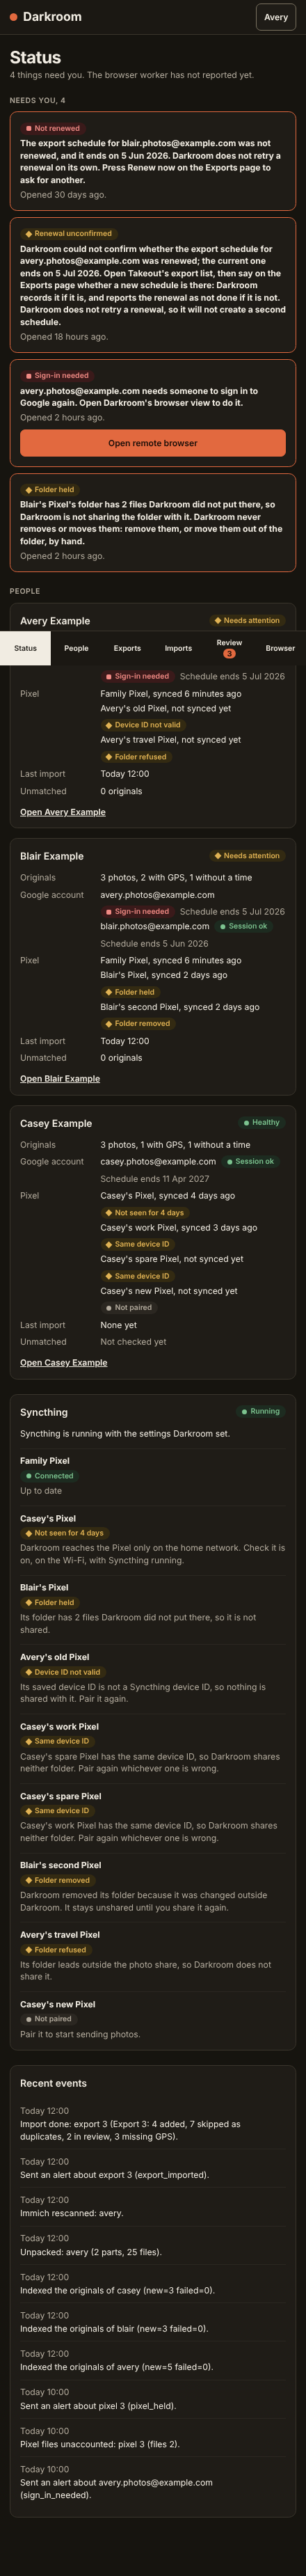 Darkroom
Avery
Status
4 things need you. The browser worker has not reported yet.
NEEDS YOU, 4
Not renewed
The export schedule for blair.photos@example.com was not
renewed, and it ends on 5 Jun 2026. Darkroom does not retry a
renewal on its own. Press Renew now on the Exports page to
ask for another.
Opened 30 days ago.
Renewal unconfirmed
Darkroom could not confirm whether the export schedule for
avery.photos@example.com was renewed; the current one
ends on 5 Jul 2026. Open Takeout's export list, then say on the
Exports page whether a new schedule is there: Darkroom
records it if it is, and reports the renewal as not done if it is not.
Darkroom does not retry a renewal, so it will not create a second
schedule.
Opened 18 hours ago.
Sign-in needed
avery.photos@example.com needs someone to sign in to
Google again. Open Darkroom's browser view to do it.
Opened 2 hours ago.
Open remote browser
Folder held
Blair's Pixel's folder has 2 files Darkroom did not put there, so
Darkroom is not sharing the folder with it. Darkroom never
removes or moves them: remove them, or move them out of the
folder, by hand.
Opened 2 hours ago.
PEOPLE
Avery Example
Needs attention
Status
People
Exports
Imports
Review
3
Browser
Sign-in needed Schedule ends 5 Jul 2026
Pixel
Family Pixel, synced 6 minutes ago
Avery's old Pixel, not synced yet
Device ID not valid
Avery's travel Pixel, not synced yet
Folder refused
Last import
Today 12:00
Unmatched
0 originals
Open Avery Example
Blair Example
Needs attention
Originals
3 photos, 2 with GPS, 1 without a time
Google account
avery.photos@example.com
Sign-in needed Schedule ends 5 Jul 2026
blair.photos@example.com Session ok
Schedule ends 5 Jun 2026
Pixel
Family Pixel, synced 6 minutes ago
Blair's Pixel, synced 2 days ago
Folder held
Blair's second Pixel, synced 2 days ago
Folder removed
Last import
Today 12:00
Unmatched
0 originals
Open Blair Example
Casey Example
Healthy
Originals
3 photos, 1 with GPS, 1 without a time
Google account
casey.photos@example.com Session ok
Schedule ends 11 Apr 2027
Pixel
Casey's Pixel, synced 4 days ago
Not seen for 4 days
Casey's work Pixel, synced 3 days ago
Same device ID
Casey's spare Pixel, not synced yet
Same device ID
Casey's new Pixel, not synced yet
Not paired
Last import
None yet
Unmatched
Not checked yet
Open Casey Example
Syncthing
Running
Syncthing is running with the settings Darkroom set.
Family Pixel
Connected
Up to date
Casey's Pixel
Not seen for 4 days
Darkroom reaches the Pixel only on the home network. Check it is
on, on the Wi-Fi, with Syncthing running.
Blair's Pixel
Folder held
Its folder has 2 files Darkroom did not put there, so it is not
shared.
Avery's old Pixel
Device ID not valid
Its saved device ID is not a Syncthing device ID, so nothing is
shared with it. Pair it again.
Casey's work Pixel
Same device ID
Casey's spare Pixel has the same device ID, so Darkroom shares
neither folder. Pair again whichever one is wrong.
Casey's spare Pixel
Same device ID
Casey's work Pixel has the same device ID, so Darkroom shares
neither folder. Pair again whichever one is wrong.
Blair's second Pixel
Folder removed
Darkroom removed its folder because it was changed outside
Darkroom. It stays unshared until you share it again.
Avery's travel Pixel
Folder refused
Its folder leads outside the photo share, so Darkroom does not
share it.
Casey's new Pixel
Not paired
Pair it to start sending photos.
Recent events
Today 12:00
Import done: export 3 (Export 3: 4 added, 7 skipped as
duplicates, 2 in review, 3 missing GPS).
Today 12:00
Sent an alert about export 3 (export_imported).
Today 12:00
Immich rescanned: avery.
Today 12:00
Unpacked: avery (2 parts, 25 files).
Today 12:00
Indexed the originals of casey (new=3 failed=0).
Today 12:00
Indexed the originals of blair (new=3 failed=0).
Today 12:00
Indexed the originals of avery (new=5 failed=0).
Today 10:00
Sent an alert about pixel 3 (pixel_held).
Today 10:00
Pixel files unaccounted: pixel 3 (files 2).
Today 10:00
Sent an alert about avery.photos@example.com
(sign_in_needed).